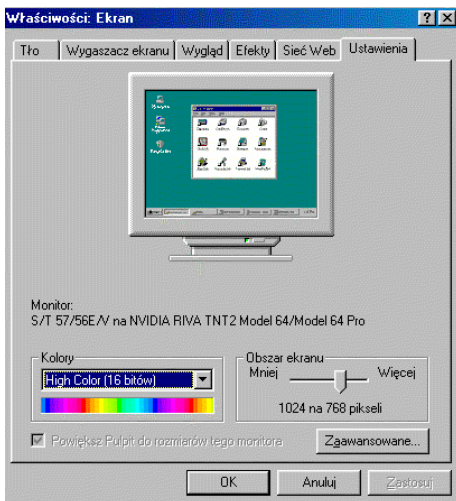 Właściwości: Ekran
Tło Wygaszacz ekranu Wygląd Efekty Sieć Web Ustawienia
Monitor:
S/T 57/56E/V na NVIDIA RIVA TNT2 Model 64/Model 64 Pro
Kolory
High Color (16 bitów)
Obszar ekranu
Mniej Więcej
1024 na 768 pikseli
Powiększ Pulpit do rozmiarów tego monitora
Zaawansowane...
OK Anuluj Zastosuj